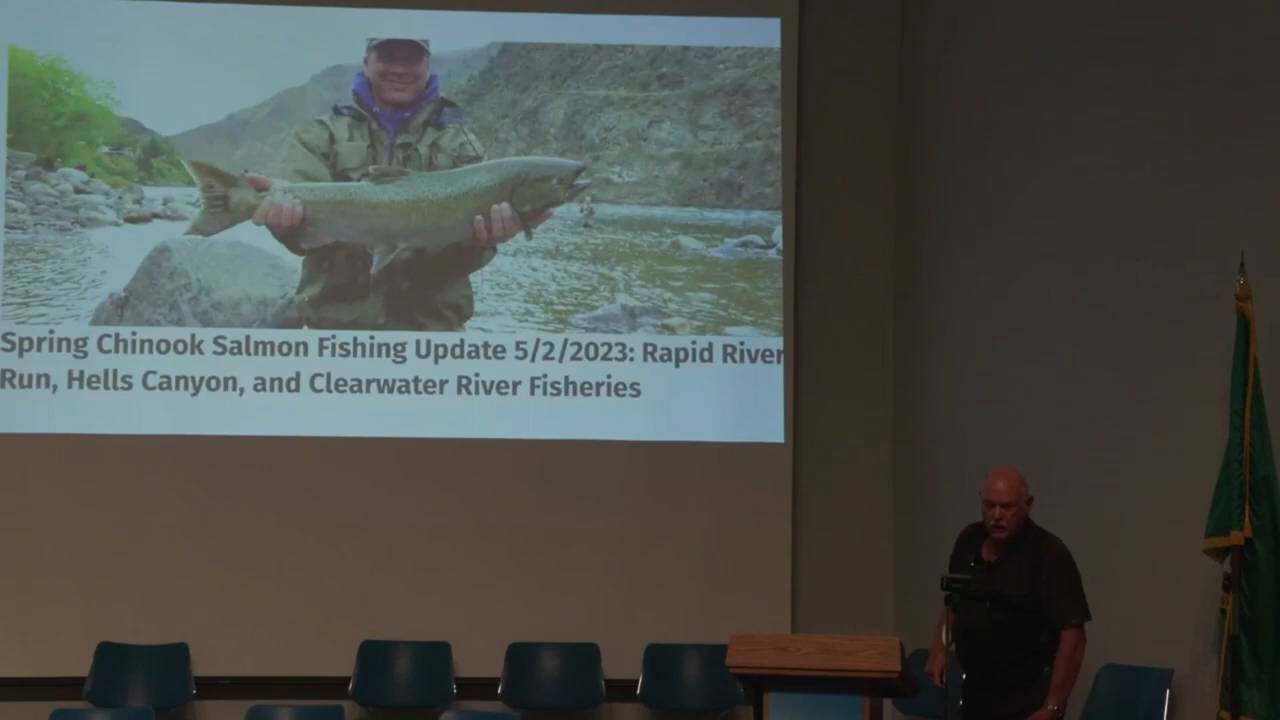 Spring Chinook Salmon Fishing Update 5/2/2023: Rapid River
Run, Hells Canyon, and Clearwater River Fisheries